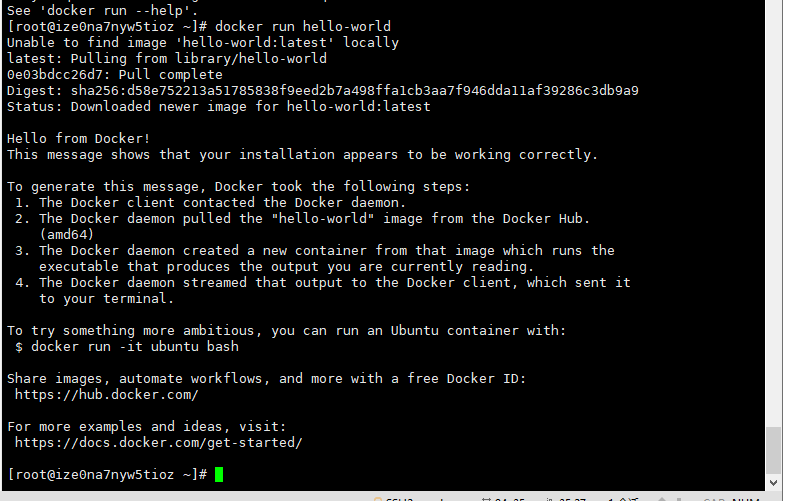 See 'docker run --help'.
[root@ize0na7nyw5tioz ~]# docker run hello-world
Unable to find image 'hello-world:latest' locally
latest: Pulling from library/hello-world
0e03bdcc26d7: Pull complete
Digest: sha256:d58e752213a51785838f9eed2b7a498ffa1cb3aa7f946dda11af39286c3db9a9
Status: Downloaded newer image for hello-world:latest
Hello from Docker!
This message shows that your installation appears to be working correctly.
To generate this message, Docker took the following steps:
1. The Docker client contacted the Docker daemon.
2. The Docker daemon pulled the "hello-world" image from the Docker Hub.
(amd64)
3. The Docker daemon created a new container from that image which runs the
executable that produces the output you are currently reading.
4. The Docker daemon streamed that output to the Docker client, which sent it
to your terminal.
To try something more ambitious, you can run an Ubuntu container with:
$ docker run -it ubuntu bash
Share images, automate workflows, and more with a free Docker ID:
https://hub.docker.com/
For more examples and ideas, visit:
https://docs.docker.com/get-started/
[root@ize0na7nyw5tioz ~]#